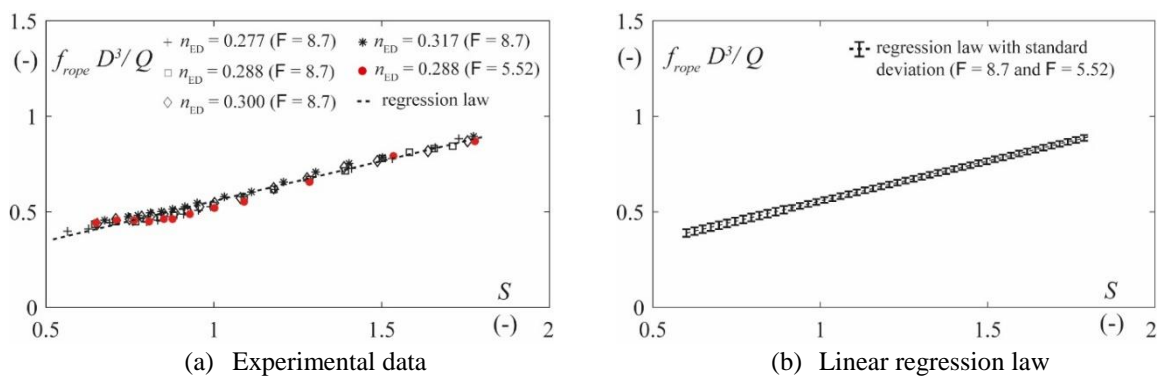 1.5
(-)
f_rope D³/ Q
+ n_ED = 0.277 (F = 8.7)
✱ n_ED = 0.317 (F = 8.7)
□ n_ED = 0.288 (F = 8.7)
● n_ED = 0.288 (F = 5.52)
◇ n_ED = 0.300 (F = 8.7)
regression law
1
0.5
0
S
0.5
1
1.5
(-)
2
(a) Experimental data
1.5
(-)
f_rope D³/ Q
regression law with standard
deviation (F = 8.7 and F = 5.52)
1
0.5
0
S
0.5
1
1.5
(-)
2
(b) Linear regression law